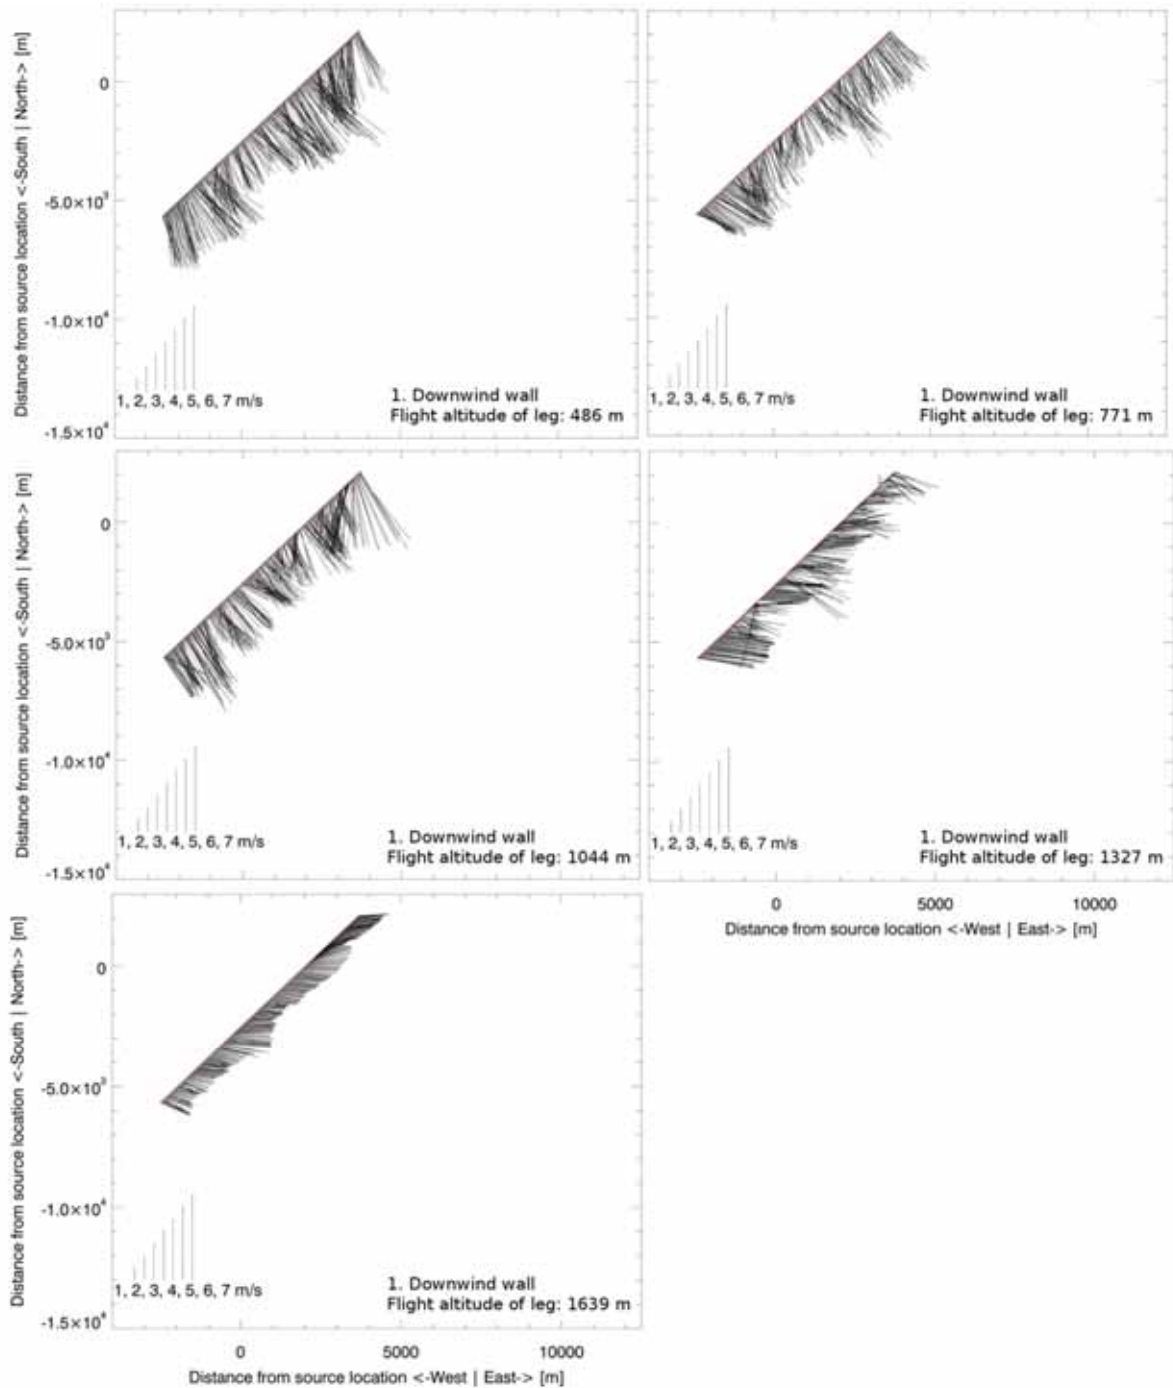 Distance from source location <-South | North-> [m]
0
-5.0×10³
-1.0×10⁴
-1.5×10⁴
1, 2, 3, 4, 5, 6, 7 m/s
1. Downwind wall
Flight altitude of leg: 486 m
1, 2, 3, 4, 5, 6, 7 m/s
1. Downwind wall
Flight altitude of leg: 771 m
Distance from source location <-South | North-> [m]
0
-5.0×10³
-1.0×10⁴
-1.5×10⁴
1, 2, 3, 4, 5, 6, 7 m/s
1. Downwind wall
Flight altitude of leg: 1044 m
1, 2, 3, 4, 5, 6, 7 m/s
1. Downwind wall
Flight altitude of leg: 1327 m
0 5000 10000
Distance from source location <-West | East-> [m]
Distance from source location <-South | North-> [m]
0
-5.0×10³
-1.0×10⁴
-1.5×10⁴
1, 2, 3, 4, 5, 6, 7 m/s
1. Downwind wall
Flight altitude of leg: 1639 m
0 5000 10000
Distance from source location <-West | East-> [m]